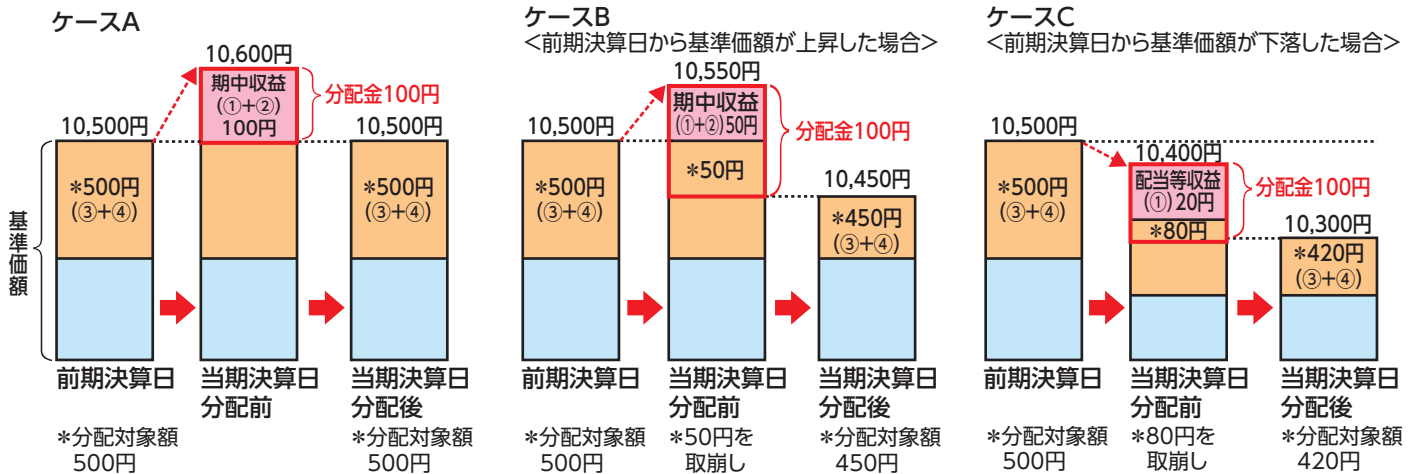 ケースA
10,600円
期中収益
(①+②)
100円
分配金100円
10,500円
10,500円
*500円
(③+④)
*500円
(③+④)
基準価額
前期決算日
当期決算日
分配前
当期決算日
分配後
*分配対象額
500円
*分配対象額
500円
ケースB
<前期決算日から基準価額が上昇した場合>
10,550円
期中収益
(①+②)50円
分配金100円
10,500円
*500円
(③+④)
*50円
10,450円
*450円
(③+④)
前期決算日
当期決算日
分配前
当期決算日
分配後
*分配対象額
500円
*50円を
取崩し
*分配対象額
450円
ケースC
<前期決算日から基準価額が下落した場合>
10,500円
10,400円
配当等収益
(①)20円
分配金100円
*500円
(③+④)
*80円
10,300円
*420円
(③+④)
前期決算日
当期決算日
分配前
当期決算日
分配後
*分配対象額
500円
*80円を
取崩し
*分配対象額
420円